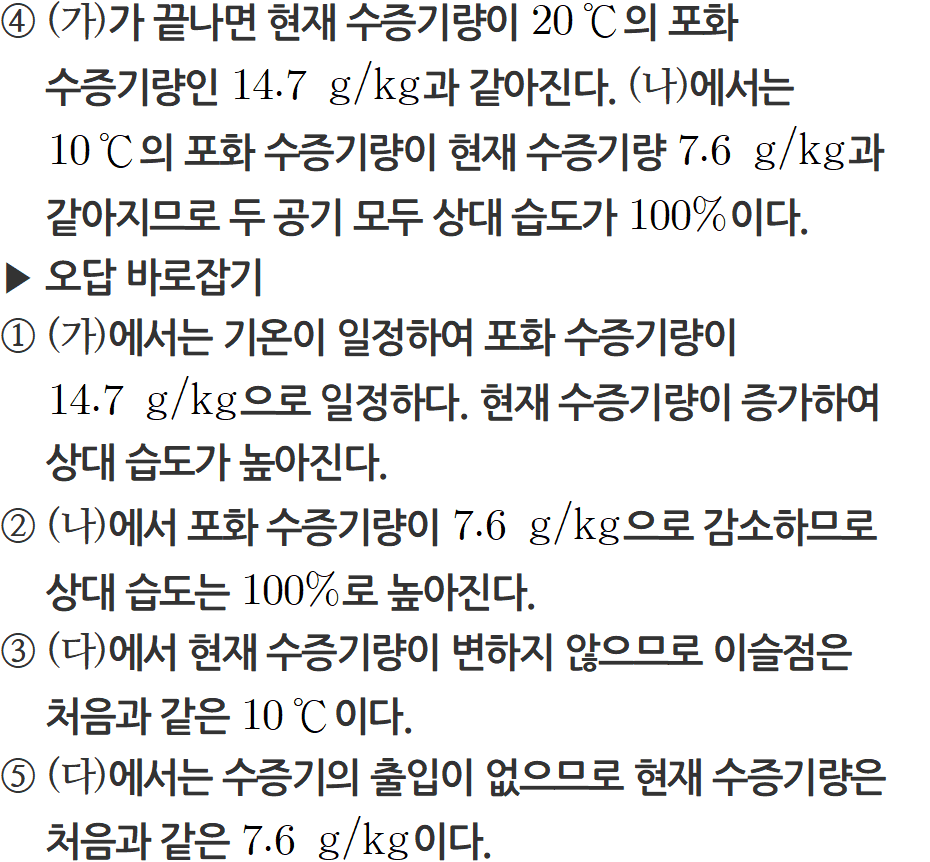 ④ (가)가 끝나면 현재 수증기량이 20 ℃의 포화
수증기량인 14.7 g/kg과 같아진다. (나)에서는
10 ℃의 포화 수증기량이 현재 수증기량 7.6 g/kg과
같아지므로 두 공기 모두 상대 습도가 100%이다.
▶ 오답 바로잡기
① (가)에서는 기온이 일정하여 포화 수증기량이
14.7 g/kg으로 일정하다. 현재 수증기량이 증가하여
상대 습도가 높아진다.
② (나)에서 포화 수증기량이 7.6 g/kg으로 감소하므로
상대 습도는 100%로 높아진다.
③ (다)에서 현재 수증기량이 변하지 않으므로 이슬점은
처음과 같은 10 ℃이다.
⑤ (다)에서는 수증기의 출입이 없으므로 현재 수증기량은
처음과 같은 7.6 g/kg이다.